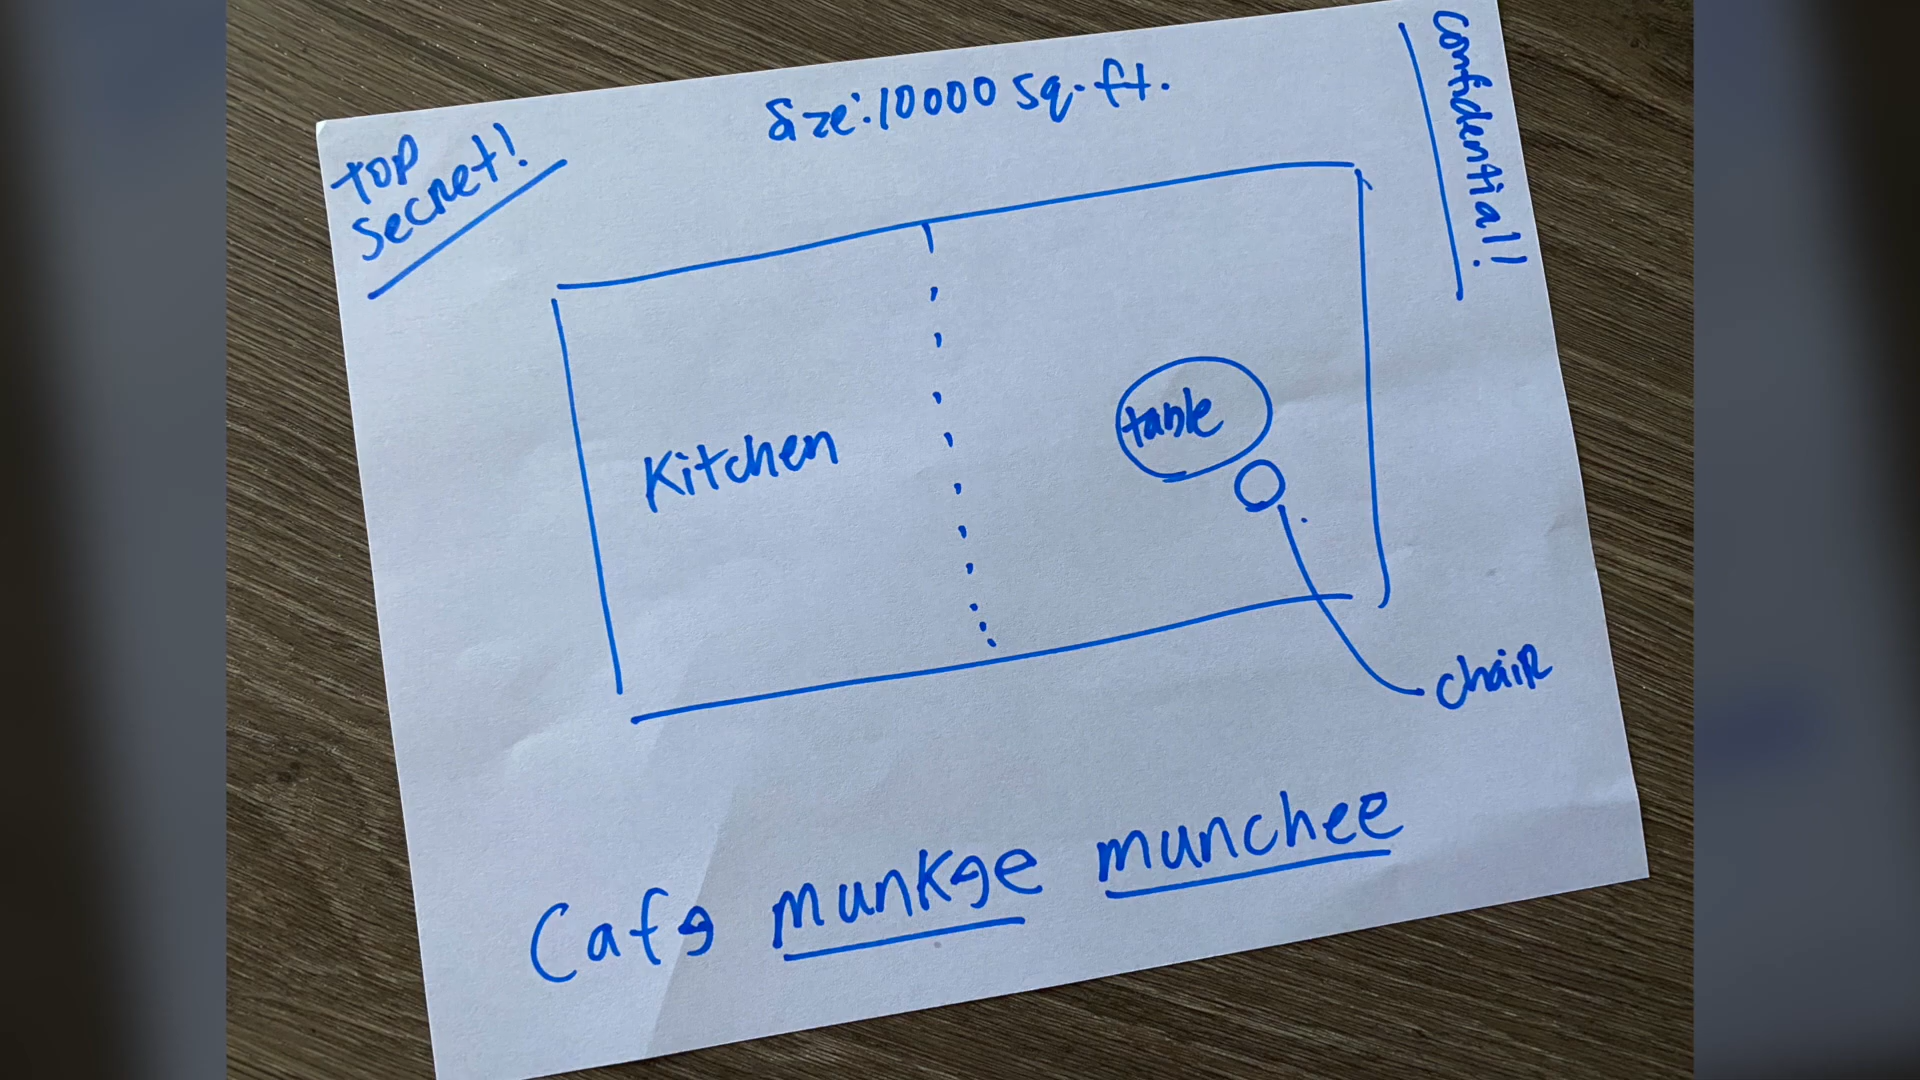 Size: 10000 sq.ft.
TOP
Secret!
Confidential!!
Kitchen
table
chair
Cafe munkee munchee